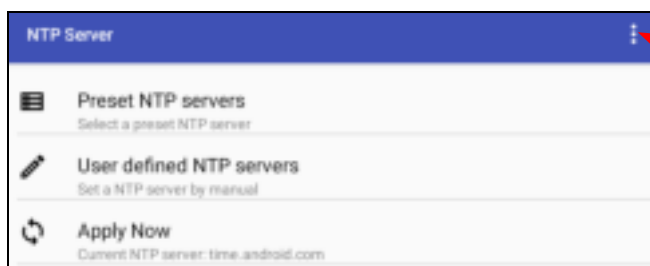 NTP Server
Preset NTP servers
Select a preset NTP server
User defined NTP servers
Set a NTP server by manual
Apply Now
Current NTP server: time.android.com